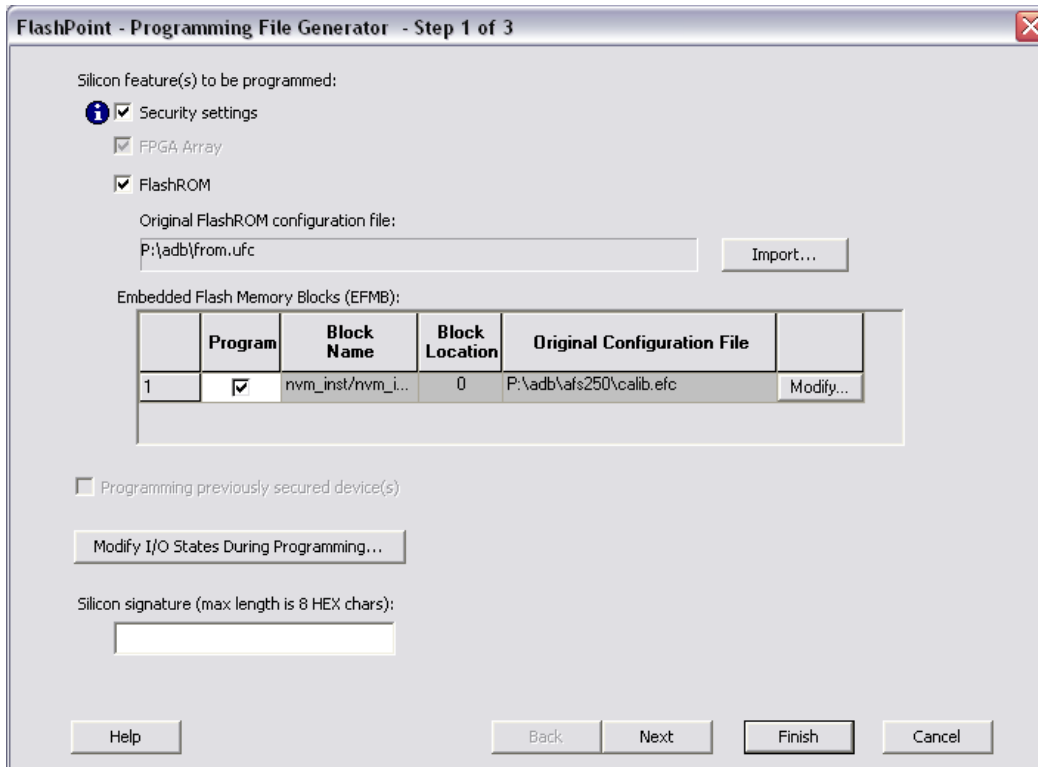 FlashPoint - Programming File Generator - Step 1 of 3
Silicon feature(s) to be programmed:
Security settings
FPGA Array
FlashROM
Original FlashROM configuration file:
P:\adb\from.ufc
Import...
Embedded Flash Memory Blocks (EFMB):
Program Block Name Block Location Original Configuration File
1 nvm_inst/nvm_i... 0 P:\adb\afs250\calib.efc Modify...
Programming previously secured device(s)
Modify I/O States During Programming...
Silicon signature (max length is 8 HEX chars):
Help Back Next Finish Cancel